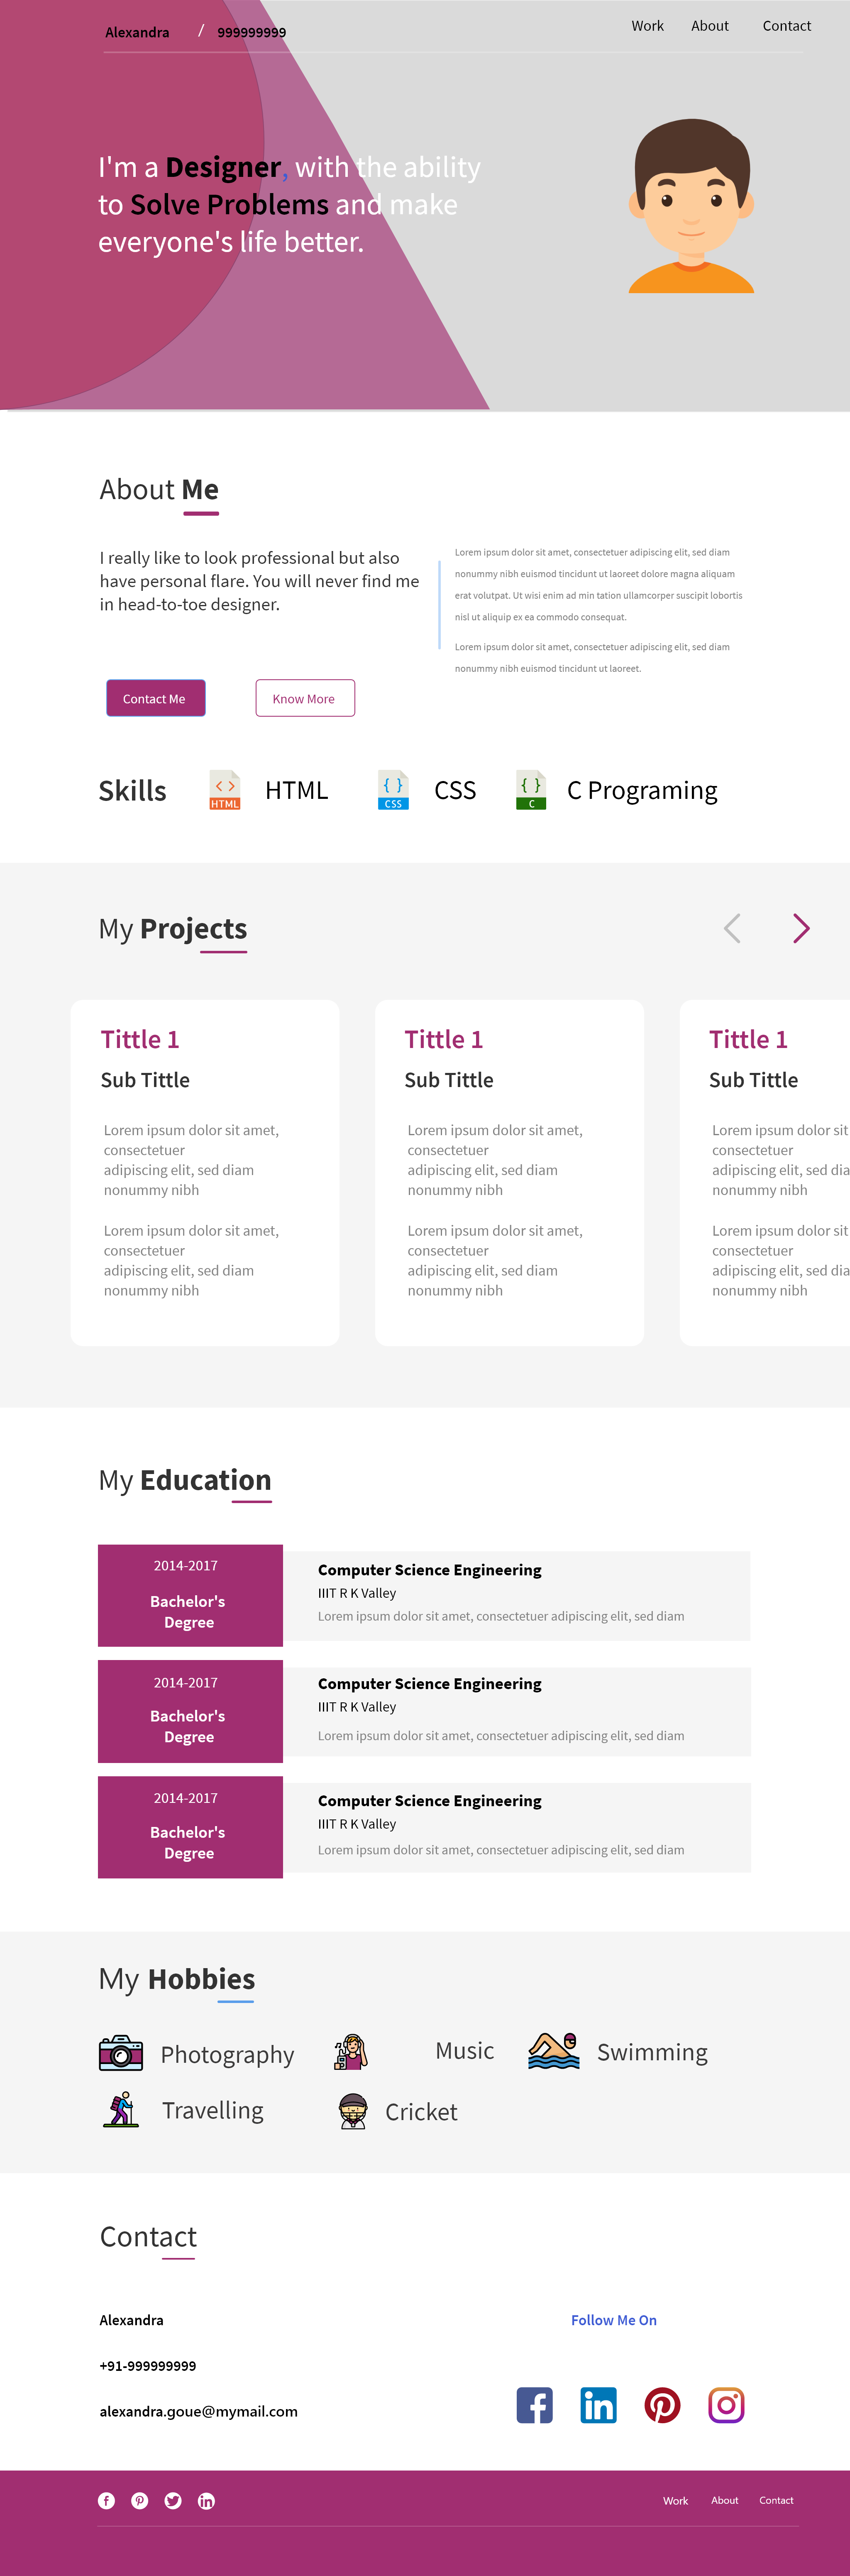 Alexandra / 999999999
Work About Contact
I'm a Designer, with the ability
to Solve Problems and make
everyone's life better.
About Me
I really like to look professional but also
have personal flare. You will never find me
in head-to-toe designer.
Lorem ipsum dolor sit amet, consectetuer adipiscing elit, sed diam
nonummy nibh euismod tincidunt ut laoreet dolore magna aliquam
erat volutpat. Ut wisi enim ad min tation ullamcorper suscipit lobortis
nisl ut aliquip ex ea commodo consequat.
Lorem ipsum dolor sit amet, consectetuer adipiscing elit, sed diam
nonummy nibh euismod tincidunt ut laoreet.
Contact Me
Know More
Skills
HTML
HTML
CSS
CSS
C
C Programing
My Projects
Tittle 1
Sub Tittle
Lorem ipsum dolor sit amet,
consectetuer
adipiscing elit, sed diam
nonummy nibh
Lorem ipsum dolor sit amet,
consectetuer
adipiscing elit, sed diam
nonummy nibh
Tittle 1
Sub Tittle
Lorem ipsum dolor sit amet,
consectetuer
adipiscing elit, sed diam
nonummy nibh
Lorem ipsum dolor sit amet,
consectetuer
adipiscing elit, sed diam
nonummy nibh
Tittle 1
Sub Tittle
Lorem ipsum dolor sit
consectetuer
adipiscing elit, sed dia
nonummy nibh
Lorem ipsum dolor sit
consectetuer
adipiscing elit, sed dia
nonummy nibh
My Education
2014-2017
Bachelor's
Degree
Computer Science Engineering
IIIT R K Valley
Lorem ipsum dolor sit amet, consectetuer adipiscing elit, sed diam
2014-2017
Bachelor's
Degree
Computer Science Engineering
IIIT R K Valley
Lorem ipsum dolor sit amet, consectetuer adipiscing elit, sed diam
2014-2017
Bachelor's
Degree
Computer Science Engineering
IIIT R K Valley
Lorem ipsum dolor sit amet, consectetuer adipiscing elit, sed diam
My Hobbies
Photography
Music
Swimming
Travelling
Cricket
Contact
Alexandra
+91-999999999
alexandra.goue@mymail.com
Follow Me On
Work About Contact